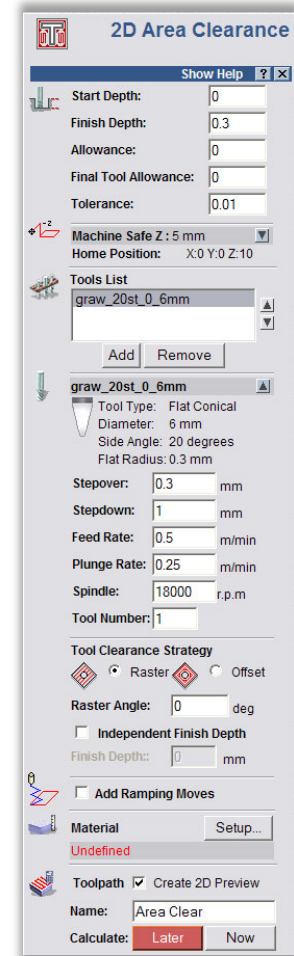 2D Area Clearance
Show Help ? X
Start Depth: 0
Finish Depth: 0.3
Allowance: 0
Final Tool Allowance: 0
Tolerance: 0.01
Machine Safe Z : 5 mm
Home Position: X:0 Y:0 Z:10
Tools List
graw_20st_0_6mm
Add Remove
graw_20st_0_6mm
Tool Type: Flat Conical
Diameter: 6 mm
Side Angle: 20 degrees
Flat Radius: 0.3 mm
Stepover: 0.3 mm
Stepdown: 1 mm
Feed Rate: 0.5 m/min
Plunge Rate: 0.25 m/min
Spindle: 18000 r.p.m
Tool Number: 1
Tool Clearance Strategy
Raster Offset
Raster Angle: 0 deg
Independent Finish Depth
Finish Depth:: 0 mm
Add Ramping Moves
Material Setup...
Undefined
Toolpath Create 2D Preview
Name: Area Clear
Calculate: Later Now